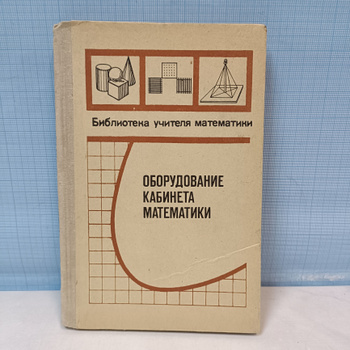 Библиотека учителя математики
ОБОРУДОВАНИЕ
КАБИНЕТА
МАТЕМАТИКИ